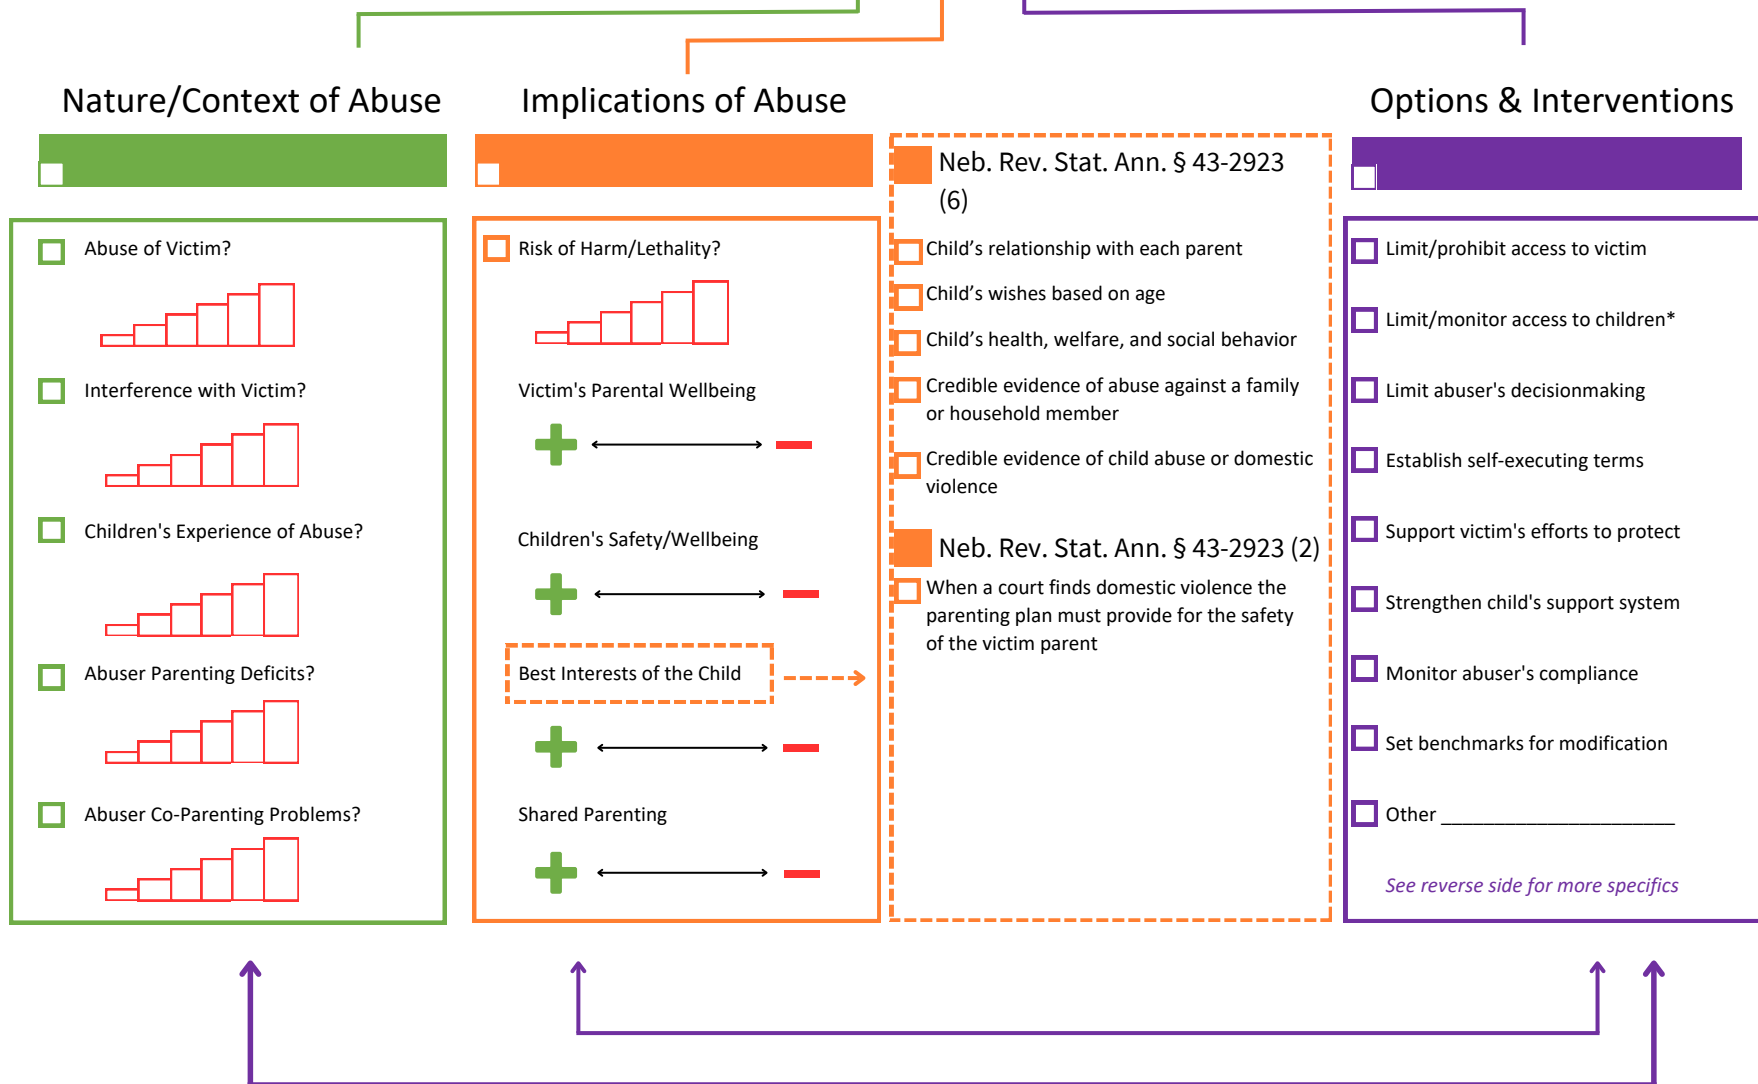 Nature/Context of Abuse
Abuse of Victim?
Interference with Victim?
Children's Experience of Abuse?
Abuser Parenting Deficits?
Abuser Co-Parenting Problems?
Implications of Abuse
Risk of Harm/Lethality?
Victim's Parental Wellbeing
Children's Safety/Wellbeing
Best Interests of the Child
Shared Parenting
Neb. Rev. Stat. Ann. § 43-2923
(6)
Child’s relationship with each parent
Child’s wishes based on age
Child’s health, welfare, and social behavior
Credible evidence of abuse against a family
or household member
Credible evidence of child abuse or domestic
violence
Neb. Rev. Stat. Ann. § 43-2923 (2)
When a court finds domestic violence the
parenting plan must provide for the safety
of the victim parent
Options & Interventions
Limit/prohibit access to victim
Limit/monitor access to children*
Limit abuser's decisionmaking
Establish self-executing terms
Support victim's efforts to protect
Strengthen child's support system
Monitor abuser's compliance
Set benchmarks for modification
Other ________________________
See reverse side for more specifics